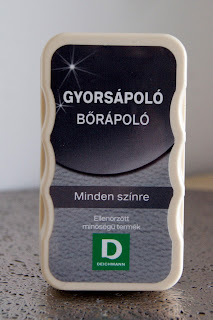 GYORSÁPOLÓ
BŐRÁPOLÓ
Minden színre
Ellenőrzött
minőségű termék
D
DEICHMANN